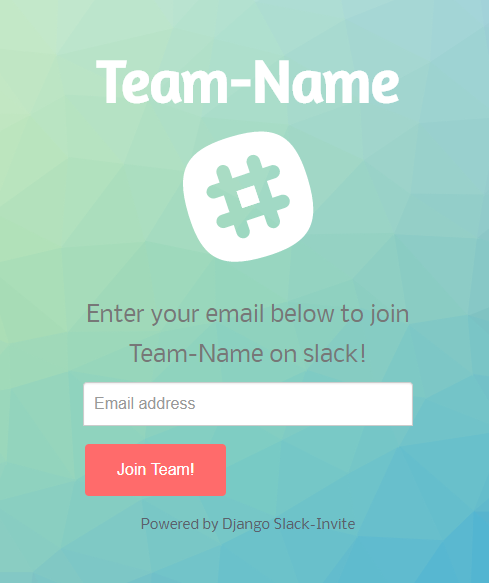 Team-Name
Enter your email below to join
Team-Name on slack!
Email address
Join Team!
Powered by Django Slack-Invite